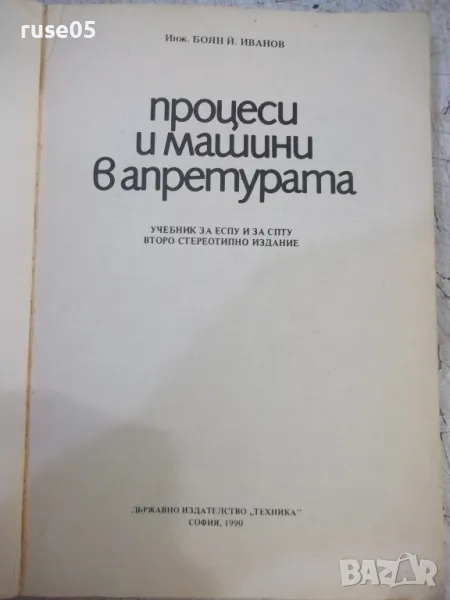 ruse05
Инж. БОЯН Й. ИВАНОВ
процеси
и машини
в апретурата
УЧЕБНИК ЗА ЕСПУ И ЗА СПТУ
ВТОРО СТЕРЕОТИПНО ИЗДАНИЕ
ДЪРЖАВНО ИЗДАТЕЛСТВО „ТЕХНИКА"
СОФИЯ, 1990
BAZAR